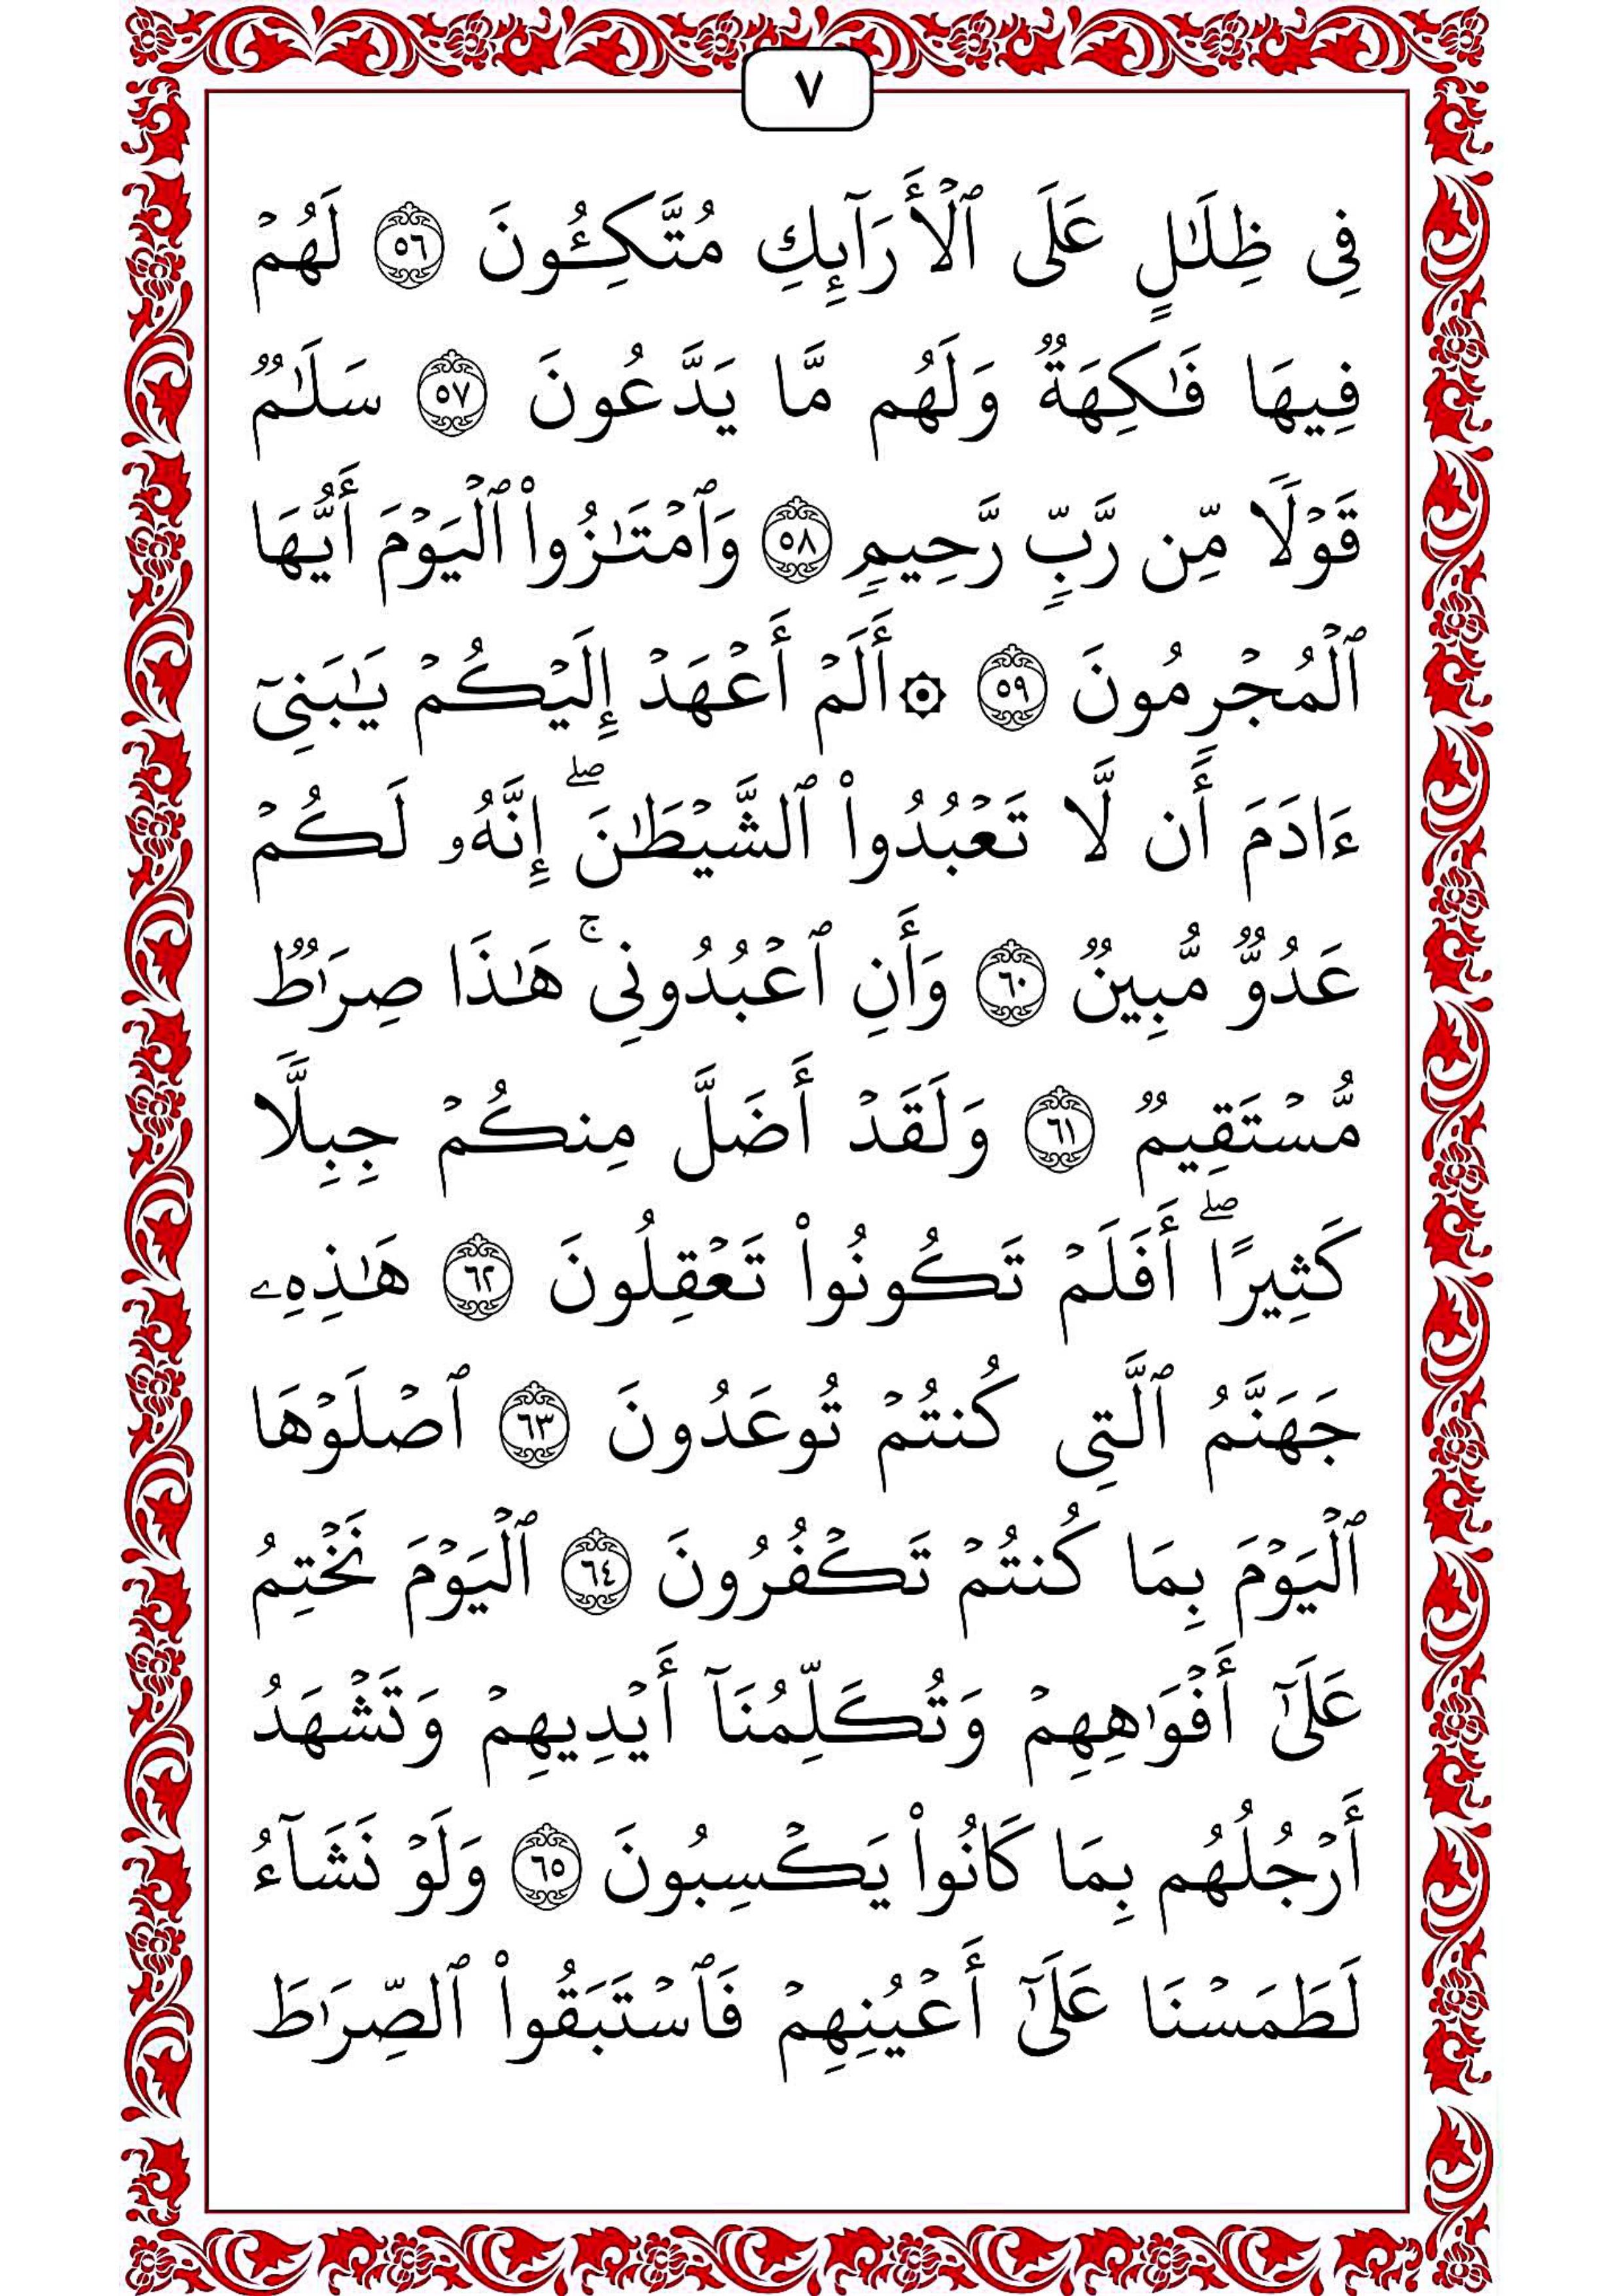 ٧
فِى ظِلَٰلٍ عَلَى ٱلْأَرَآئِكِ مُتَّكِـُٔونَ ٥٦ لَهُمْ
فِيهَا فَٰكِهَةٌ وَلَهُم مَّا يَدَّعُونَ ٥٧ سَلَٰمٌ
قَوْلًا مِّن رَّبٍّ رَّحِيمٍ ٥٨ وَٱمْتَٰزُوا۟ ٱلْيَوْمَ أَيُّهَا
ٱلْمُجْرِمُونَ ٥٩ ۞ أَلَمْ أَعْهَدْ إِلَيْكُمْ يَٰبَنِىٓ
ءَادَمَ أَن لَّا تَعْبُدُوا۟ ٱلشَّيْطَٰنَ ۖ إِنَّهُۥ لَكُمْ
عَدُوٌّ مُّبِينٌ ٦٠ وَأَنِ ٱعْبُدُونِى ۚ هَٰذَا صِرَٰطٌ
مُّسْتَقِيمٌ ٦١ وَلَقَدْ أَضَلَّ مِنكُمْ جِبِلًّا
كَثِيرًا ۖ أَفَلَمْ تَكُونُوا۟ تَعْقِلُونَ ٦٢ هَٰذِهِۦ
جَهَنَّمُ ٱلَّتِى كُنتُمْ تُوعَدُونَ ٦٣ ٱصْلَوْهَا
ٱلْيَوْمَ بِمَا كُنتُمْ تَكْفُرُونَ ٦٤ ٱلْيَوْمَ نَخْتِمُ
عَلَىٰٓ أَفْوَٰهِهِمْ وَتُكَلِّمُنَآ أَيْدِيهِمْ وَتَشْهَدُ
أَرْجُلُهُم بِمَا كَانُوا۟ يَكْسِبُونَ ٦٥ وَلَوْ نَشَآءُ
لَطَمَسْنَا عَلَىٰٓ أَعْيُنِهِمْ فَٱسْتَبَقُوا۟ ٱلصِّرَٰطَ